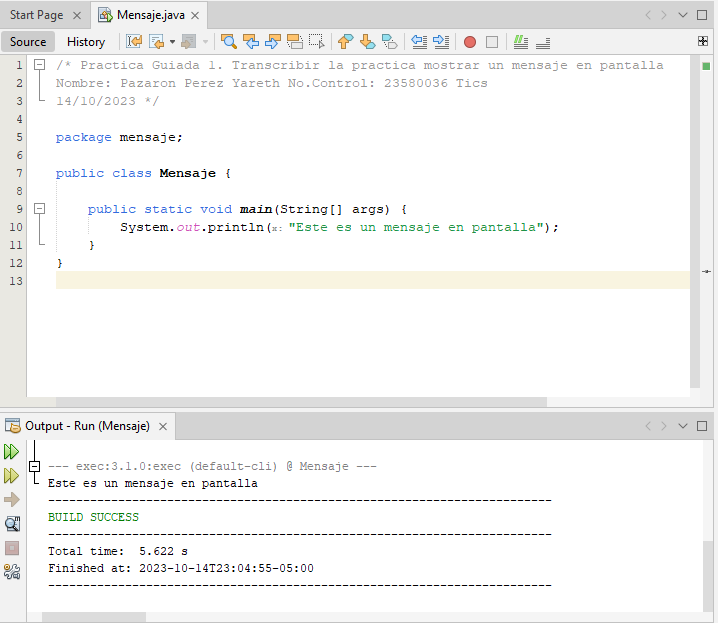 Start Page
Mensaje.java
Source History
1 /* Practica Guiada 1. Transcribir la practica mostrar un mensaje en pantalla
2 Nombre: Pazaron Perez Yareth No.Control: 23580036 Tics
3 14/10/2023 */
4
5 package mensaje;
6
7 public class Mensaje {
8
9 public static void main(String[] args) {
10 System.out.println(x: "Este es un mensaje en pantalla");
11 }
12 }
13
Output - Run (Mensaje)
--- exec:3.1.0:exec (default-cli) @ Mensaje ---
Este es un mensaje en pantalla
------------------------------------------------------------------------
BUILD SUCCESS
------------------------------------------------------------------------
Total time:  5.622 s
Finished at: 2023-10-14T23:04:55-05:00
------------------------------------------------------------------------